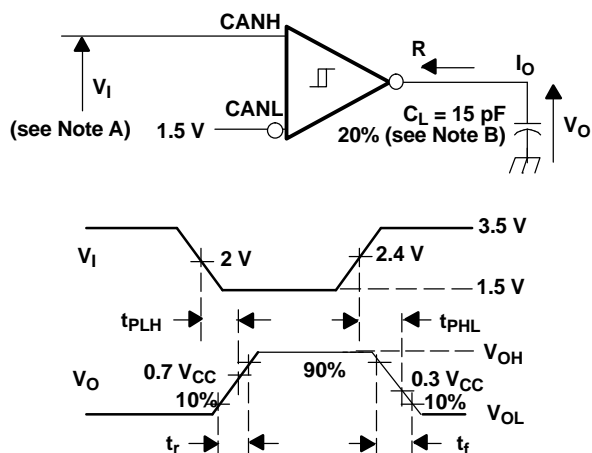 CANH
R
I_O
V_I
CANL
C_L = 15 pF
(see Note A)
1.5 V
20% (see Note B)
V_O
V_I
2 V
2.4 V
3.5 V
1.5 V
t_PLH
t_PHL
V_OH
V_O
0.7 V_CC
90%
0.3 V_CC
10%
10%
V_OL
t_r
t_f